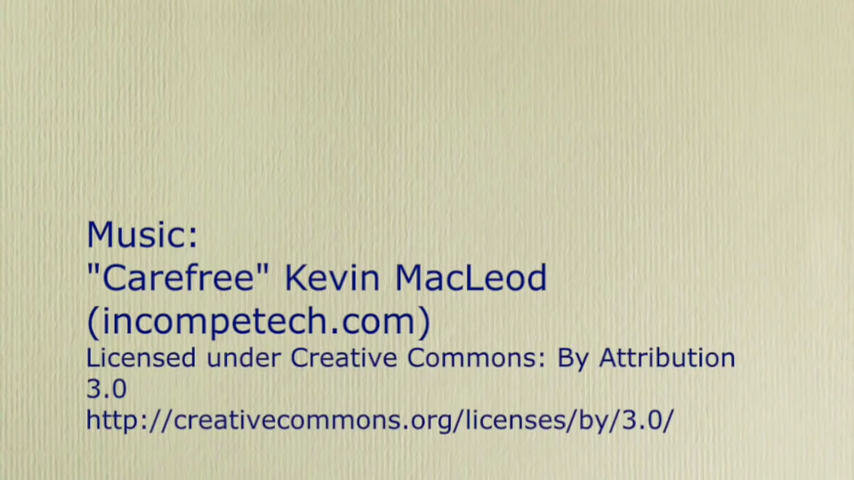 Music:
"Carefree" Kevin MacLeod
(incompetech.com)
Licensed under Creative Commons: By Attribution
3.0
http://creativecommons.org/licenses/by/3.0/